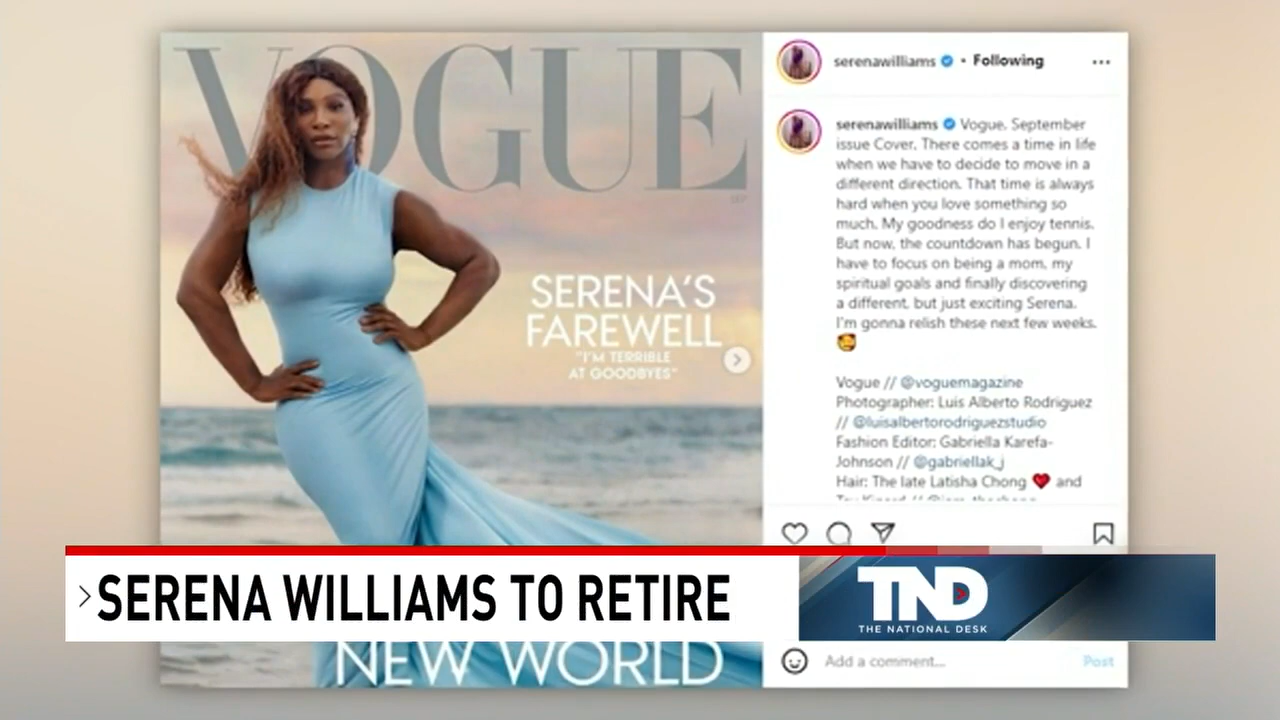 VOGUE
SEP
SERENA'S
FAREWELL
"I'M TERRIBLE
AT GOODBYES"
NEW WORLD
serenawilliams • Following
serenawilliams Vogue, September
issue Cover, There comes a time in life
when we have to decide to move in a
different direction. That time is always
hard when you love something so
much. My goodness do I enjoy tennis.
But now, the countdown has begun. I
have to focus on being a mom, my
spiritual goals and finally discovering
a different, but just exciting Serena.
I'm gonna relish these next few weeks.
🥰
Vogue // @voguemagazine
Photographer: Luis Alberto Rodriguez
// @luisalbertorodriguezstudio
Fashion Editor: Gabriella Karefa-
Johnson // @gabriellak_j
Hair: The late Latisha Chong ❤️ and
Add a comment... Post
SERENA WILLIAMS TO RETIRE
TND
THE NATIONAL DESK